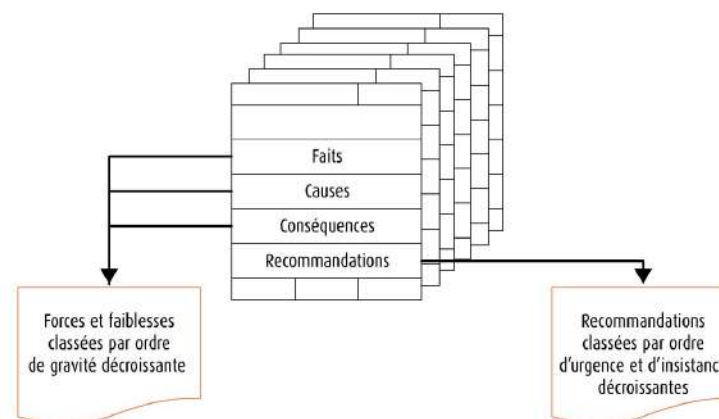 Faits
Causes
Conséquences
Recommandations
Forces et faiblesses
classées par ordre
de gravité décroissante
Recommandations
classées par ordre
d'urgence et d'insistanc
décroissantes